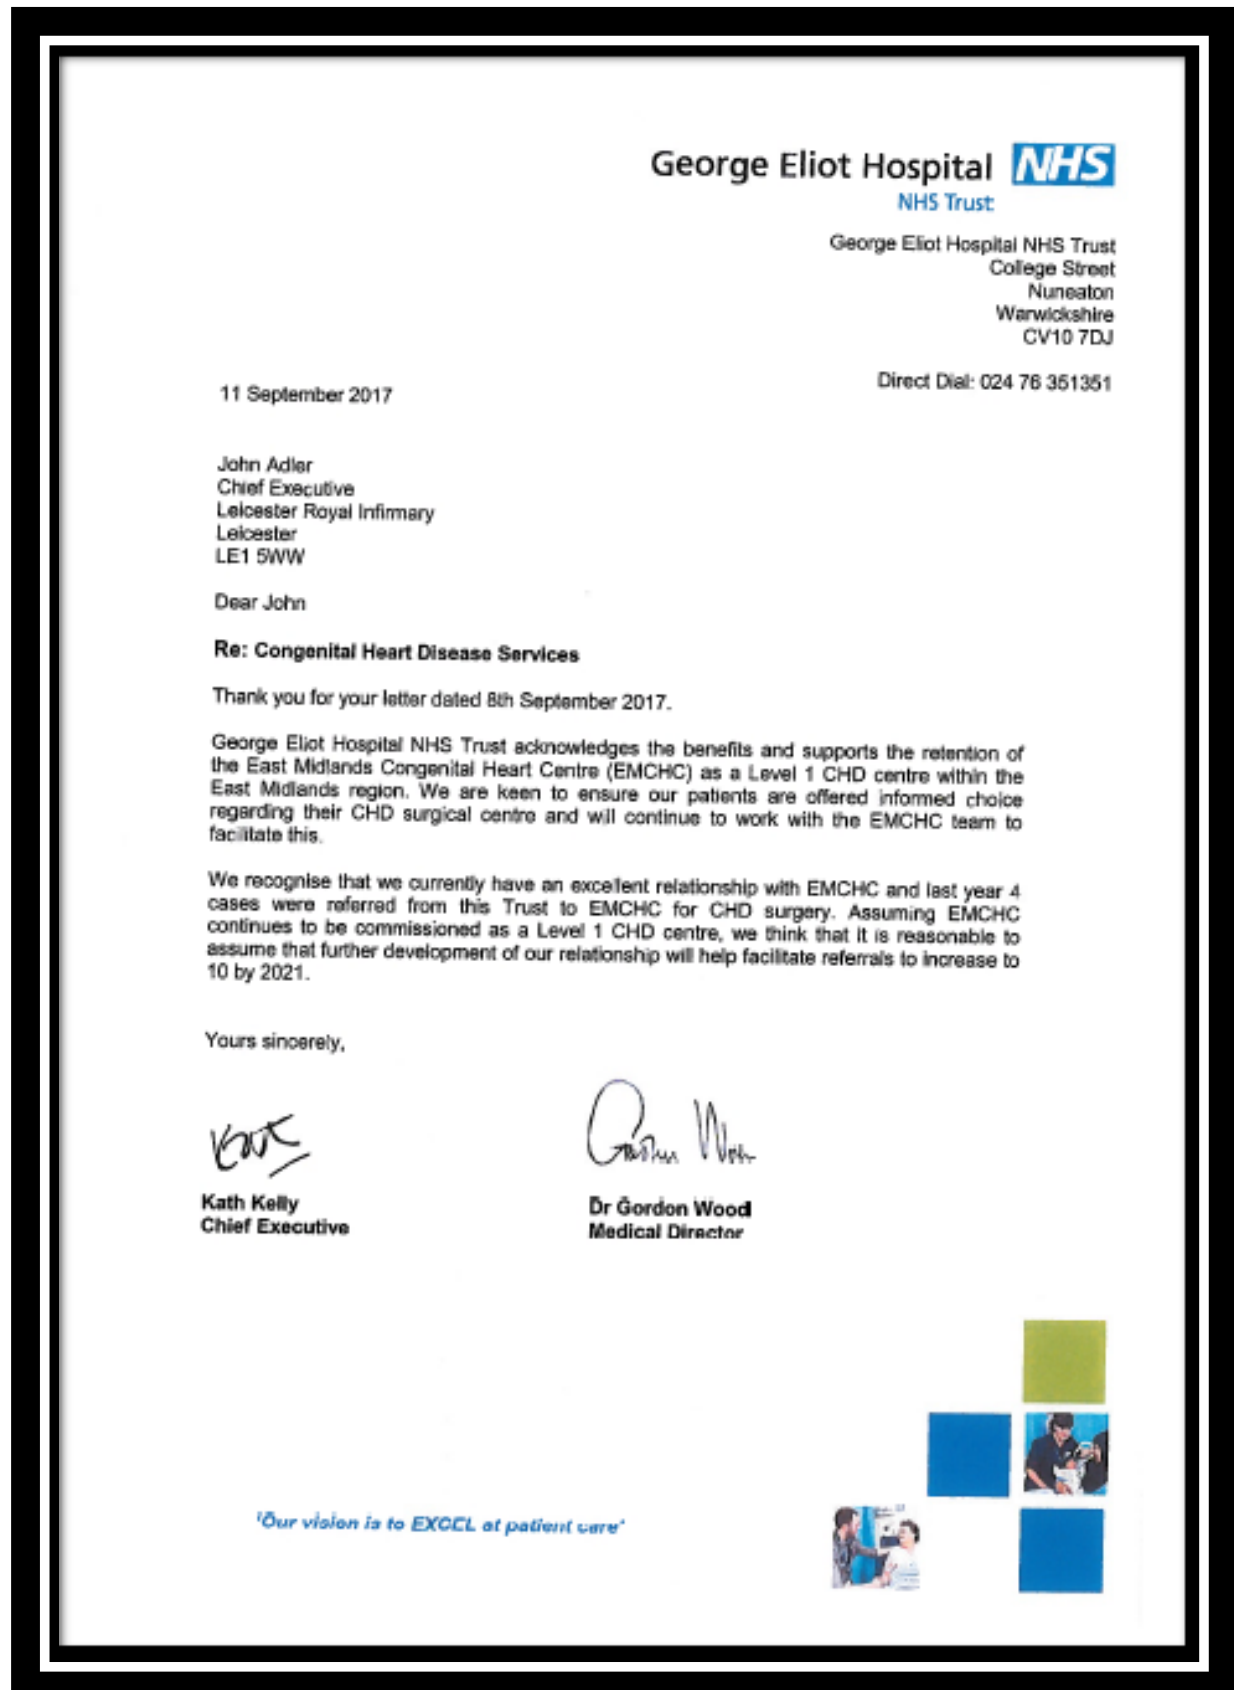 George Eliot Hospital NHS
NHS Trust
George Eliot Hospital NHS Trust
College Street
Nuneaton
Warwickshire
CV10 7DJ
Direct Dial: 024 76 351351
11 September 2017
John Adler
Chief Executive
Leicester Royal Infirmary
Leicester
LE1 5WW
Dear John
Re: Congenital Heart Disease Services
Thank you for your letter dated 8th September 2017.
George Eliot Hospital NHS Trust acknowledges the benefits and supports the retention of
the East Midlands Congenital Heart Centre (EMCHC) as a Level 1 CHD centre within the
East Midlands region. We are keen to ensure our patients are offered informed choice
regarding their CHD surgical centre and will continue to work with the EMCHC team to
facilitate this.
We recognise that we currently have an excellent relationship with EMCHC and last year 4
cases were referred from this Trust to EMCHC for CHD surgery. Assuming EMCHC
continues to be commissioned as a Level 1 CHD centre, we think that it is reasonable to
assume that further development of our relationship will help facilitate referrals to increase to
10 by 2021.
Yours sincerely,
Kath Kelly
Chief Executive
Dr Gordon Wood
Medical Director
'Our vision is to EXCEL at patient care'